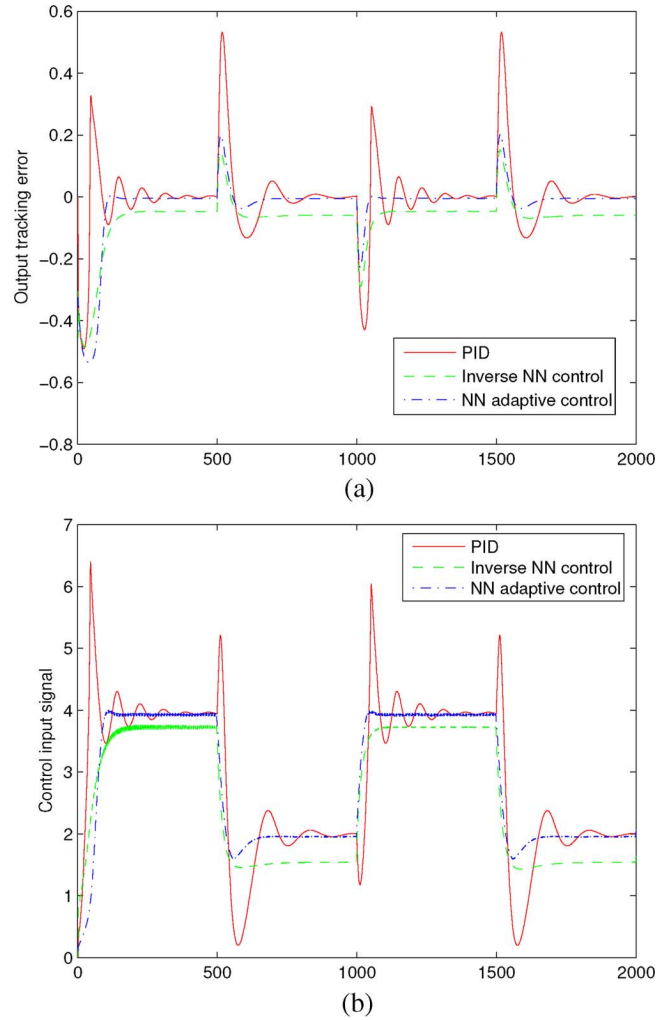 0.6
0.4
0.2
0
−0.2
−0.4
−0.6
−0.8
Output tracking error
PID
Inverse NN control
NN adaptive control
0 500 1000 1500 2000
(a)
7
6
5
4
3
2
1
0
Control input signal
PID
Inverse NN control
NN adaptive control
0 500 1000 1500 2000
(b)